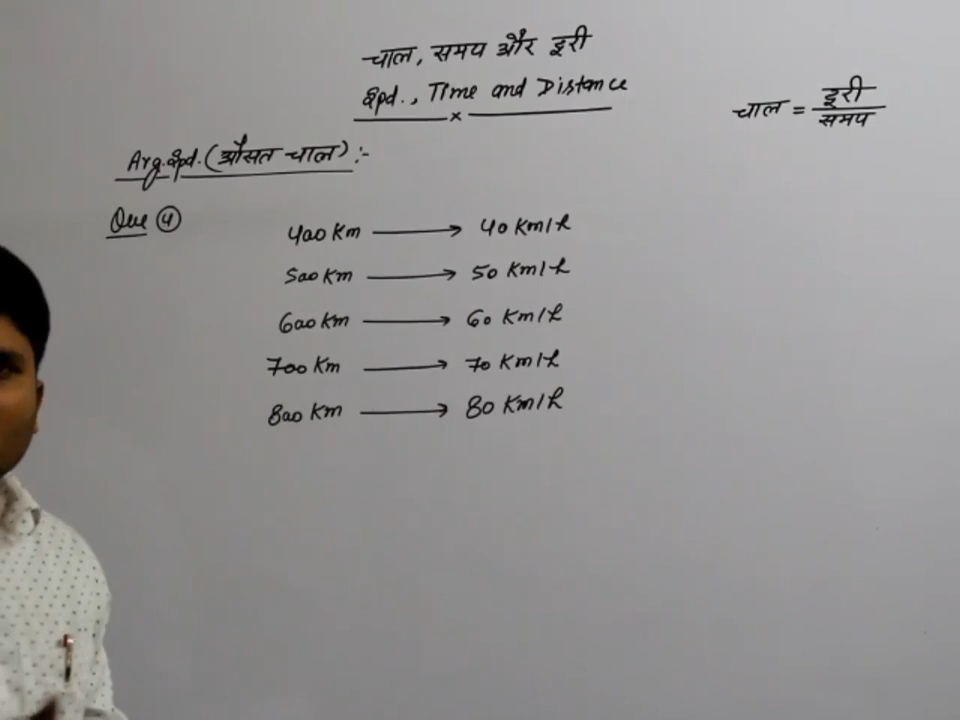 चाल, समय और दूरी
Spd., Time and Distance
चाल = दूरी / समय
Avg. Spd. (औसत चाल) :-
Que ④
400 Km → 40 Km/h
500 Km → 50 Km/h
600 Km → 60 Km/h
700 Km → 70 Km/h
800 Km → 80 Km/h